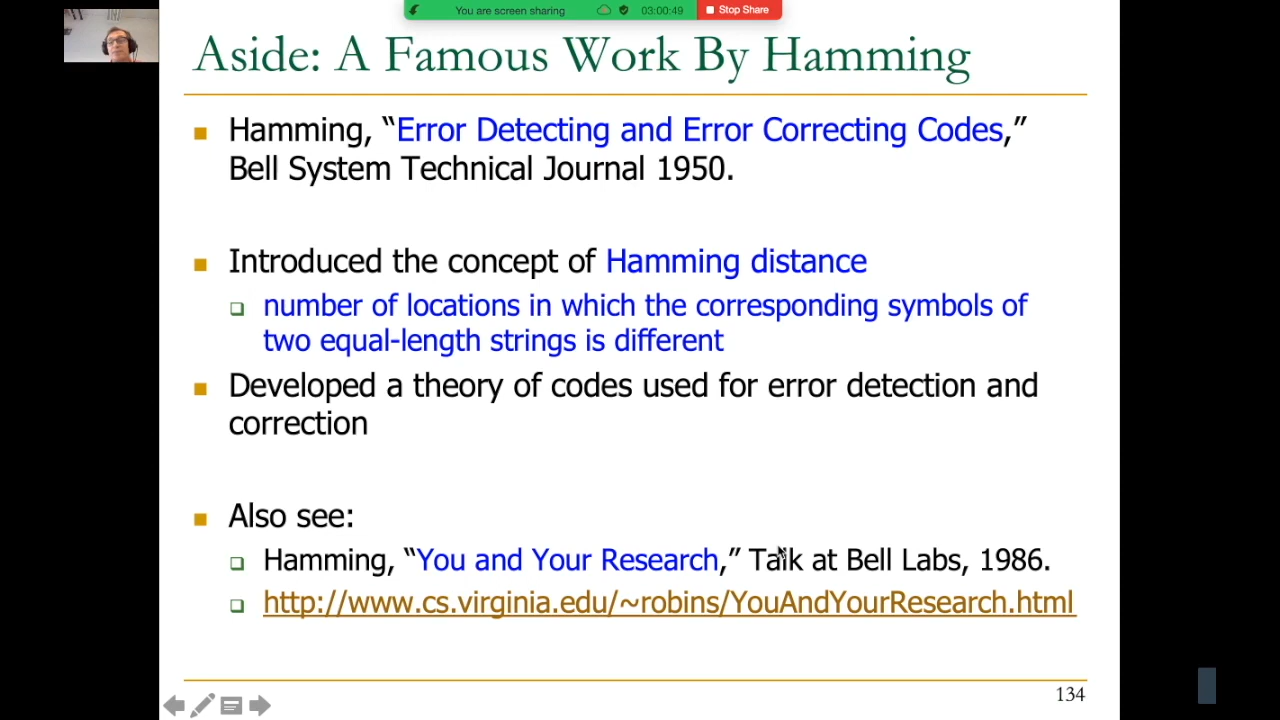 You are screen sharing
03:00:49
Stop Share
Aside: A Famous Work By Hamming
Hamming, “Error Detecting and Error Correcting Codes,”
Bell System Technical Journal 1950.
Introduced the concept of Hamming distance
number of locations in which the corresponding symbols of
two equal-length strings is different
Developed a theory of codes used for error detection and
correction
Also see:
Hamming, “You and Your Research,” Talk at Bell Labs, 1986.
http://www.cs.virginia.edu/~robins/YouAndYourResearch.html
134